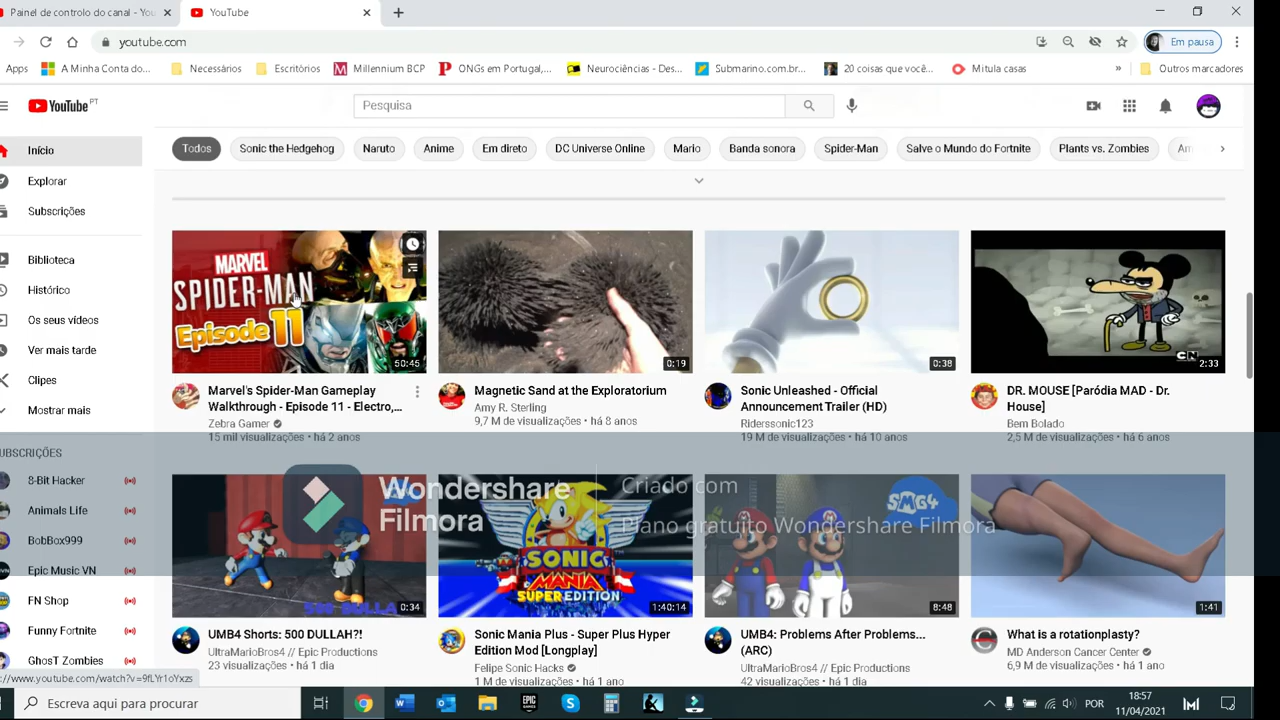 Painel de controlo do canal - YouT
YouTube
youtube.com
Em pausa
Apps
A Minha Conta do...
Necessários
Escritórios
Millennium BCP
ONGs em Portugal,...
Neurociências - Des...
Submarino.com.br...
20 coisas que você...
Mitula casas
»
Outros marcadores
YouTube PT
Pesquisa
Todos
Sonic the Hedgehog
Naruto
Anime
Em direto
DC Universe Online
Mario
Banda sonora
Spider-Man
Salve o Mundo do Fortnite
Plants vs. Zombies
Início
Explorar
Subscrições
Biblioteca
Histórico
Os seus vídeos
Ver mais tarde
Clipes
Mostrar mais
UBSCRIÇÕES
8-Bit Hacker
Animals Life
BobBox999
Epic Music VN
FN Shop
Funny Fortnite
GhosT Zombies
MARVEL
SPIDER-MAN
Episode 11
50:45
Marvel's Spider-Man Gameplay
Walkthrough - Episode 11 - Electro,...
Zebra Gamer
15 mil visualizações • há 2 anos
0:19
Magnetic Sand at the Exploratorium
Amy R. Sterling
9,7 M de visualizações • há 8 anos
0:38
Sonic Unleashed - Official
Announcement Trailer (HD)
Riderssonic123
19 M de visualizações • há 10 anos
CN
2:33
DR. MOUSE [Paródia MAD - Dr.
House]
Bem Bolado
2,5 M de visualizações • há 6 anos
Wondershare
Filmora
Criado com
Plano gratuito Wondershare Filmora
0:34
UMB4 Shorts: 500 DULLAH?!
UltraMarioBros4 // Epic Productions
23 visualizações • há 1 dia
SONIC
MANIA
SUPER EDITION
1:40:14
Sonic Mania Plus - Super Plus Hyper
Edition Mod [Longplay]
Felipe Sonic Hacks
1 M de visualizações • há 1 ano
SMG4
8:48
UMB4: Problems After Problems...
(ARC)
UltraMarioBros4 // Epic Productions
42 visualizações • há 1 dia
1:41
What is a rotationplasty?
MD Anderson Cancer Center
6,9 M de visualizações • há 1 ano
://www.youtube.com/watch?v=9fLYr1oYxzs
Escreva aqui para procurar
EPIC
GAMES
POR
18:57
11/04/2021